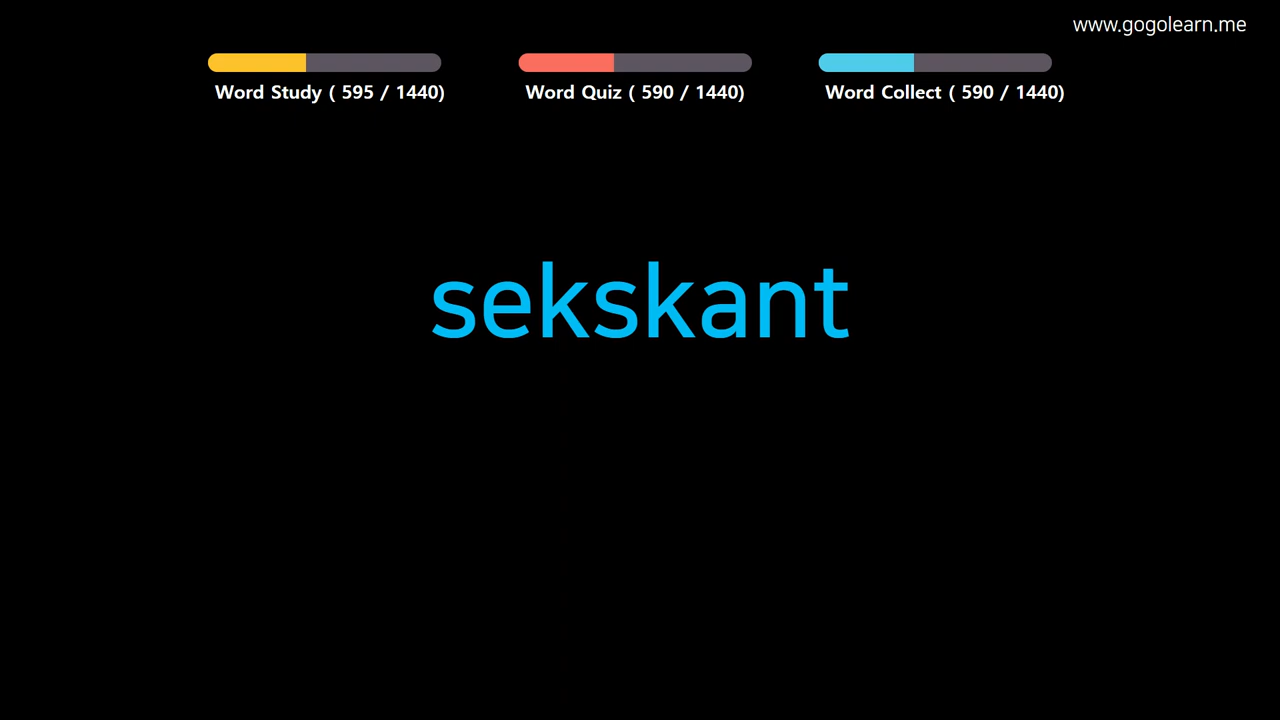 www.gogolearn.me
Word Study ( 595 / 1440)
Word Quiz ( 590 / 1440)
Word Collect ( 590 / 1440)
sekskant